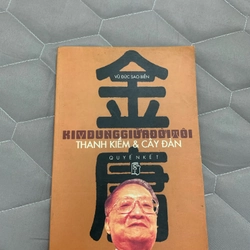 VŨ ĐỨC SAO BIỂN
金
KIM DUNG GIỮA ĐỜI TÔI
THANH KIẾM & CÂY ĐÀN
QUYỂN KẾT
庸